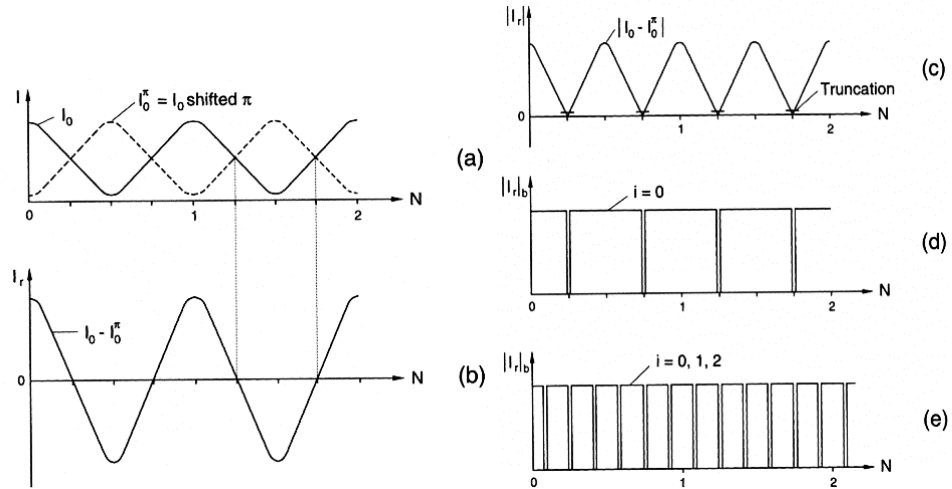 I
I₀
I₀^π = I₀ shifted π
0
1
2
N
(a)
I_r
I₀ - I₀^π
0
N
(b)
|I_r|
|I₀ - I₀^π|
Truncation
0
1
2
N
(c)
|I_r|_b
i = 0
0
1
2
N
(d)
|I_r|_b
i = 0, 1, 2
0
1
2
N
(e)